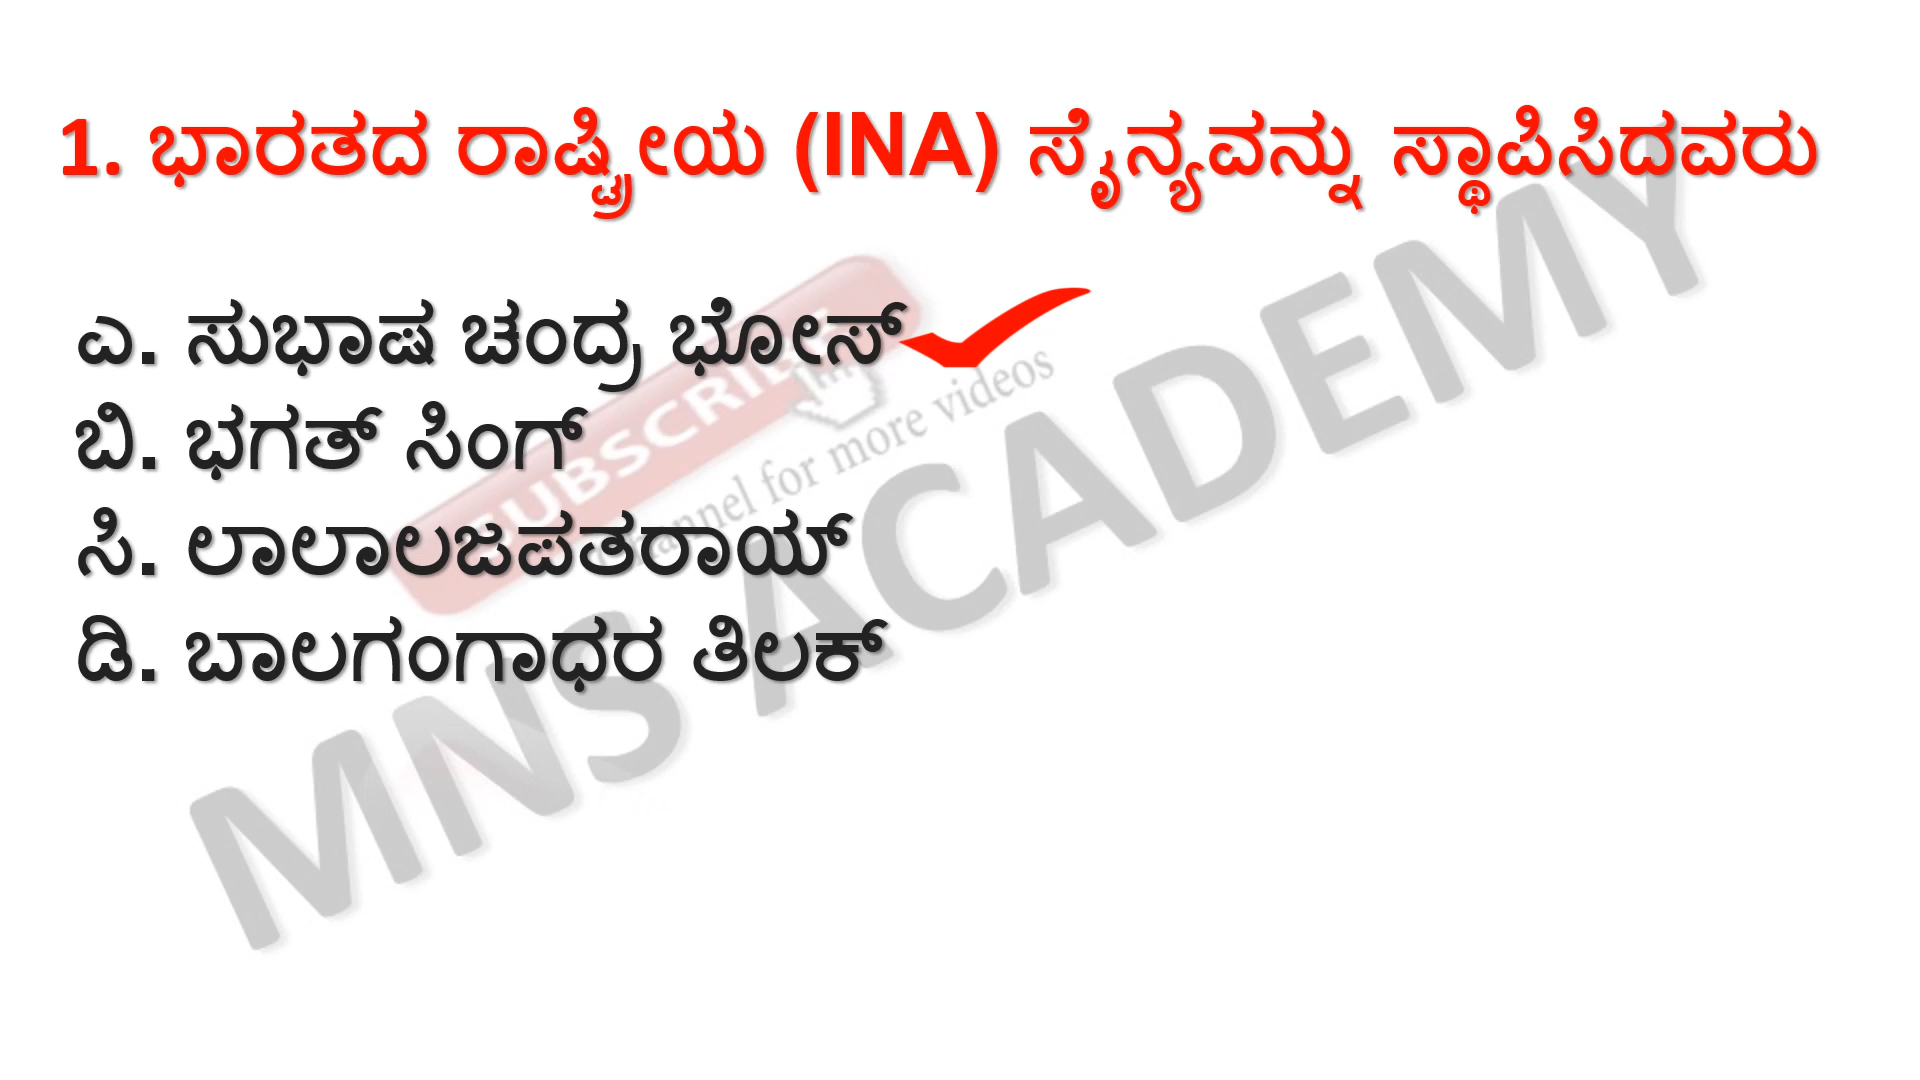 1. ಭಾರತದ ರಾಷ್ಟ್ರೀಯ (INA) ಸೈನ್ಯವನ್ನು ಸ್ಥಾಪಿಸಿದವರು
ಎ. ಸುಭಾಷ ಚಂದ್ರ ಭೋಸ್
ಬಿ. ಭಗತ್ ಸಿಂಗ್
ಸಿ. ಲಾಲಾಲಜಪತರಾಯ್
ಡಿ. ಬಾಲಗಂಗಾಧರ ತಿಲಕ್
SUBSCRIBE
channel for more videos
MNS ACADEMY